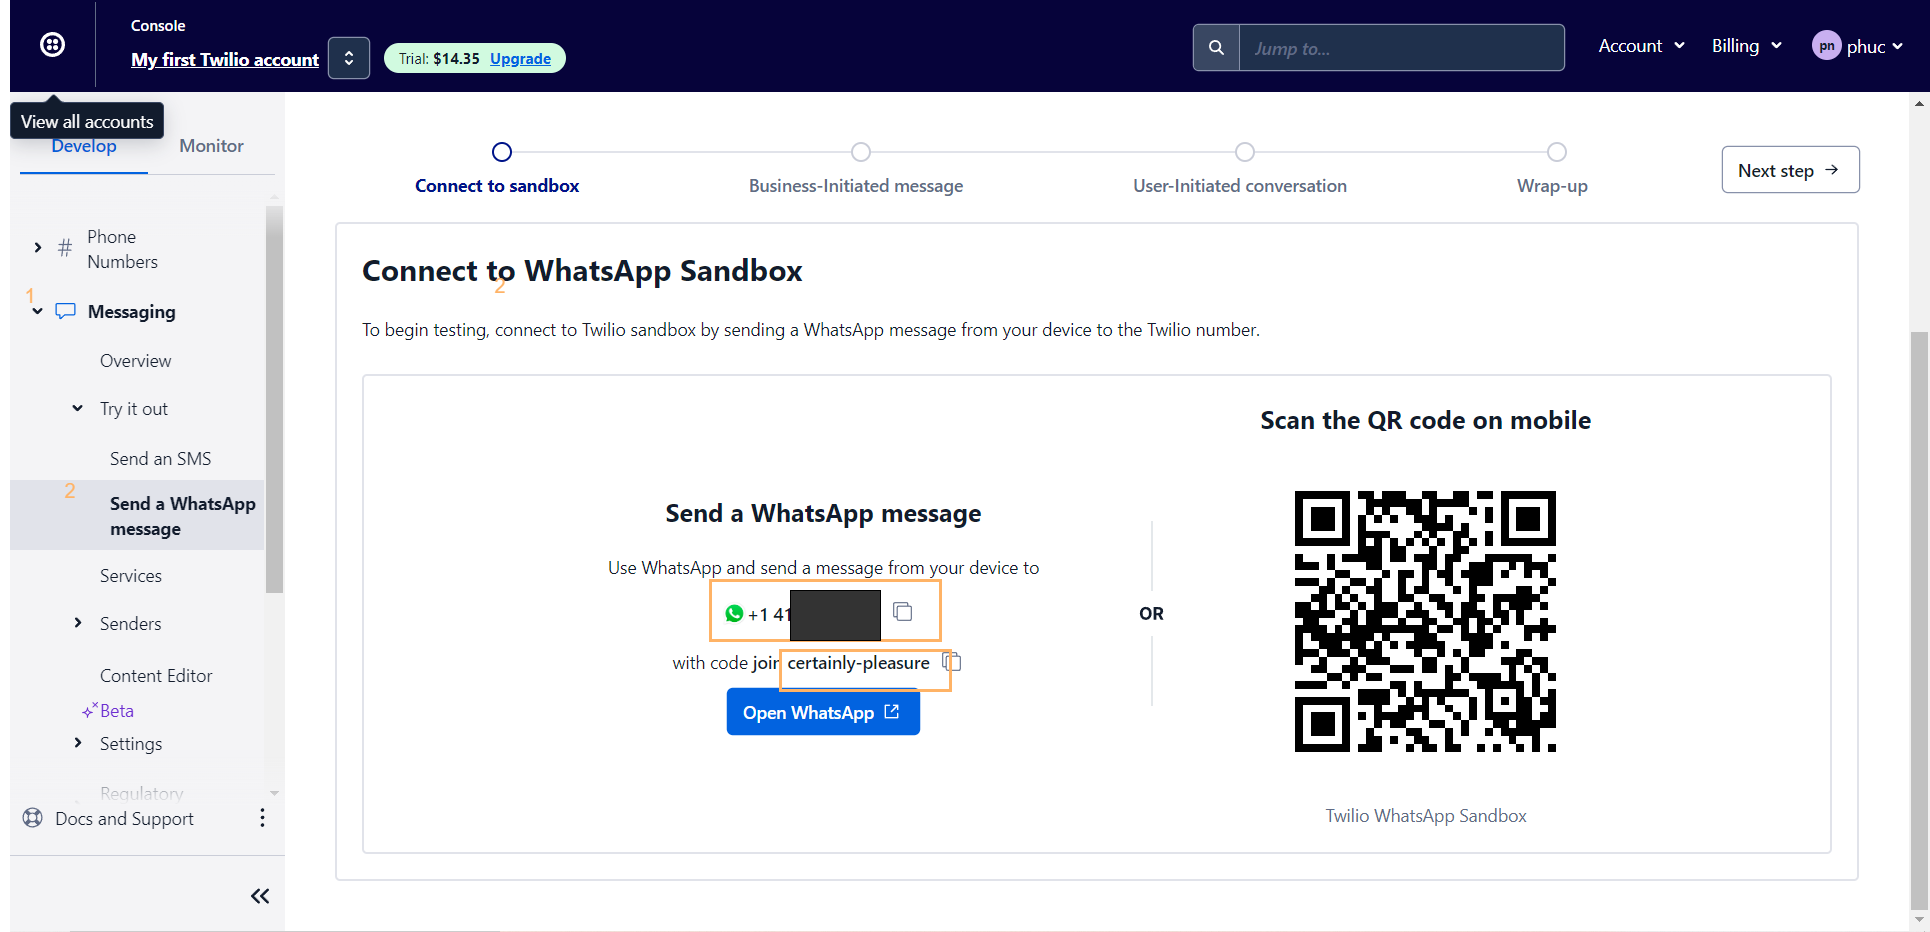 Console
My first Twilio account
Trial: $14.35 Upgrade
Jump to...
Account
Billing
pn phuc
View all accounts
Develop
Monitor
Phone
Numbers
1
Messaging
Overview
Try it out
Send an SMS
2
Send a WhatsApp
message
Services
Senders
Content Editor
Beta
Settings
Regulatory
Docs and Support
Connect to sandbox
Business-Initiated message
User-Initiated conversation
Wrap-up
Next step →
Connect to WhatsApp Sandbox
2
To begin testing, connect to Twilio sandbox by sending a WhatsApp message from your device to the Twilio number.
Send a WhatsApp message
Use WhatsApp and send a message from your device to
+1 41
with code join certainly-pleasure
Open WhatsApp
OR
Scan the QR code on mobile
Twilio WhatsApp Sandbox